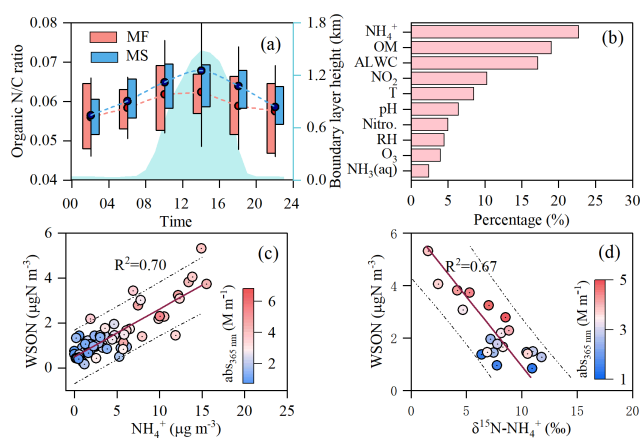 (a)
MF
MS
Organic N/C ratio
0.08
0.07
0.06
0.05
0.04
00 04 08 12 16 20 24
Time
1.8
1.2
0.6
0.0
Boundary layer height (km)
(b)
NH₄⁺
OM
ALWC
NO₂
T
pH
Nitro.
RH
O₃
NH₃(aq)
0 5 10 15 20 25 30
Percentage (%)
(c)
R²=0.70
WSON (µgN m⁻³)
6
4
2
0
0 5 10 15 20 25
NH₄⁺ (µg m⁻³)
6
4
2
abs₃₆₅ ₙₘ (M m⁻¹)
(d)
R²=0.67
WSON (µgN m⁻³)
6
4
2
0
0 5 10 15 20
δ¹⁵N-NH₄⁺ (‰)
5
3
1
abs₃₆₅ ₙₘ (M m⁻¹)